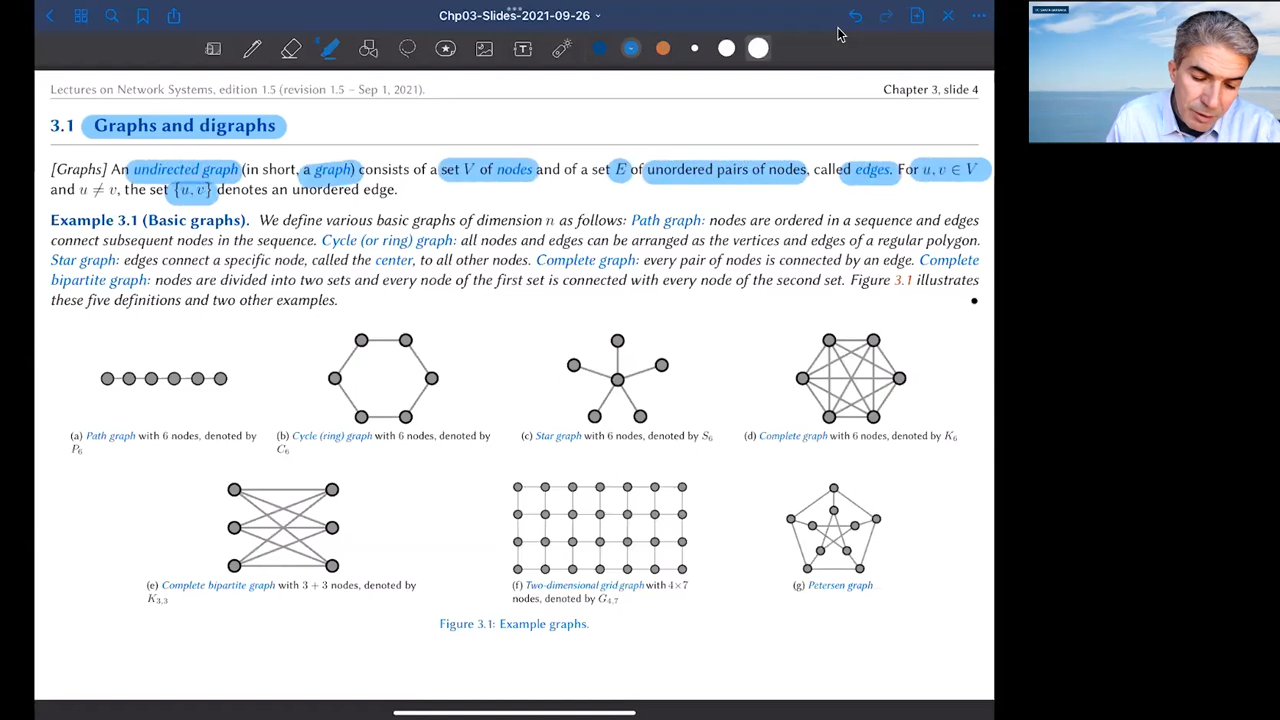 Chp03-Slides-2021-09-26
Lectures on Network Systems, edition 1.5 (revision 1.5 – Sep 1, 2021).
Chapter 3, slide 4
3.1 Graphs and digraphs
[Graphs] An undirected graph (in short, a graph) consists of a set V of nodes and of a set E of unordered pairs of nodes, called edges. For u, v ∈ V
and u ≠ v, the set {u, v} denotes an unordered edge.
Example 3.1 (Basic graphs). We define various basic graphs of dimension n as follows: Path graph: nodes are ordered in a sequence and edges
connect subsequent nodes in the sequence. Cycle (or ring) graph: all nodes and edges can be arranged as the vertices and edges of a regular polygon.
Star graph: edges connect a specific node, called the center, to all other nodes. Complete graph: every pair of nodes is connected by an edge. Complete
bipartite graph: nodes are divided into two sets and every node of the first set is connected with every node of the second set. Figure 3.1 illustrates
these five definitions and two other examples.
(a) Path graph with 6 nodes, denoted by
P₆
(b) Cycle (ring) graph with 6 nodes, denoted by
C₆
(c) Star graph with 6 nodes, denoted by S₆
(d) Complete graph with 6 nodes, denoted by K₆
(e) Complete bipartite graph with 3 + 3 nodes, denoted by
K₃,₃
(f) Two-dimensional grid graph with 4×7
nodes, denoted by G₄,₇
(g) Petersen graph
Figure 3.1: Example graphs.